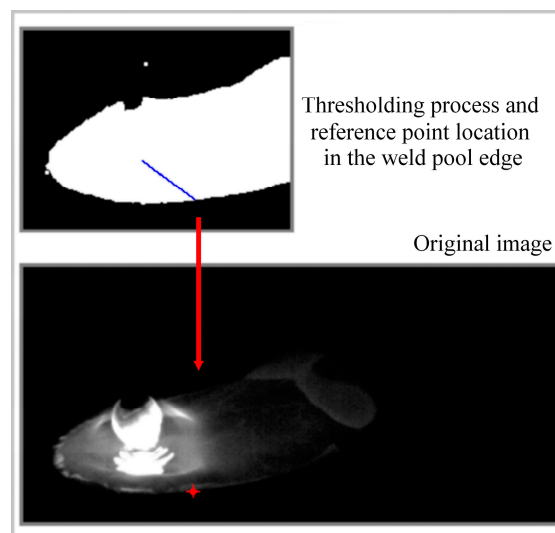 Thresholding process and
reference point location
in the weld pool edge
Original image